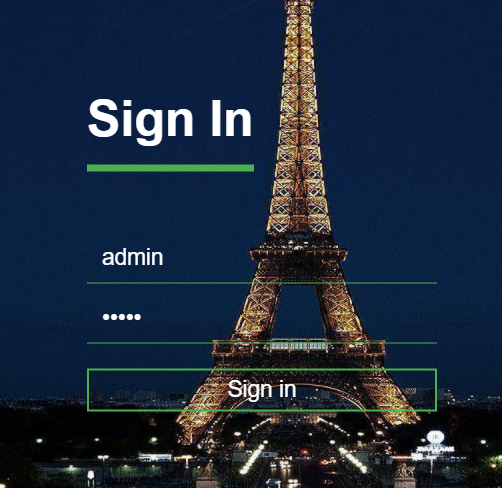 Sign In
admin
•••••
Sign in